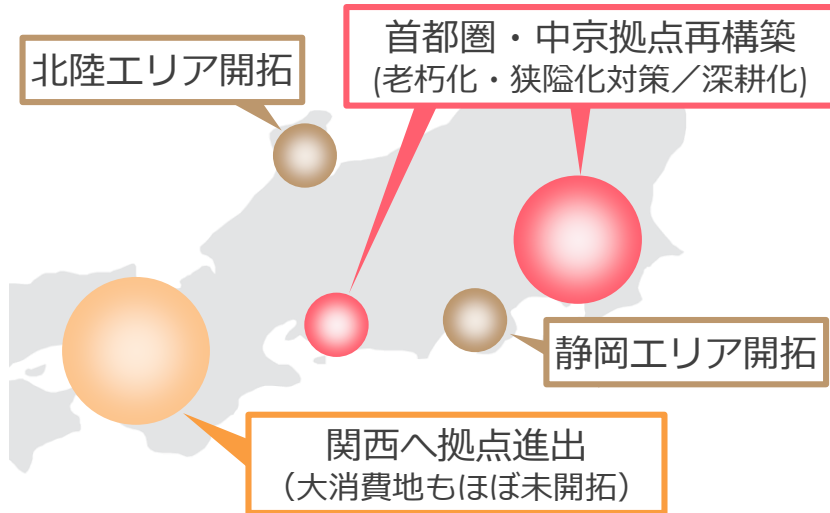 首都圏・中京拠点再構築
(老朽化・狭隘化対策／深耕化)
北陸エリア開拓
静岡エリア開拓
関西へ拠点進出
（大消費地もほぼ未開拓）